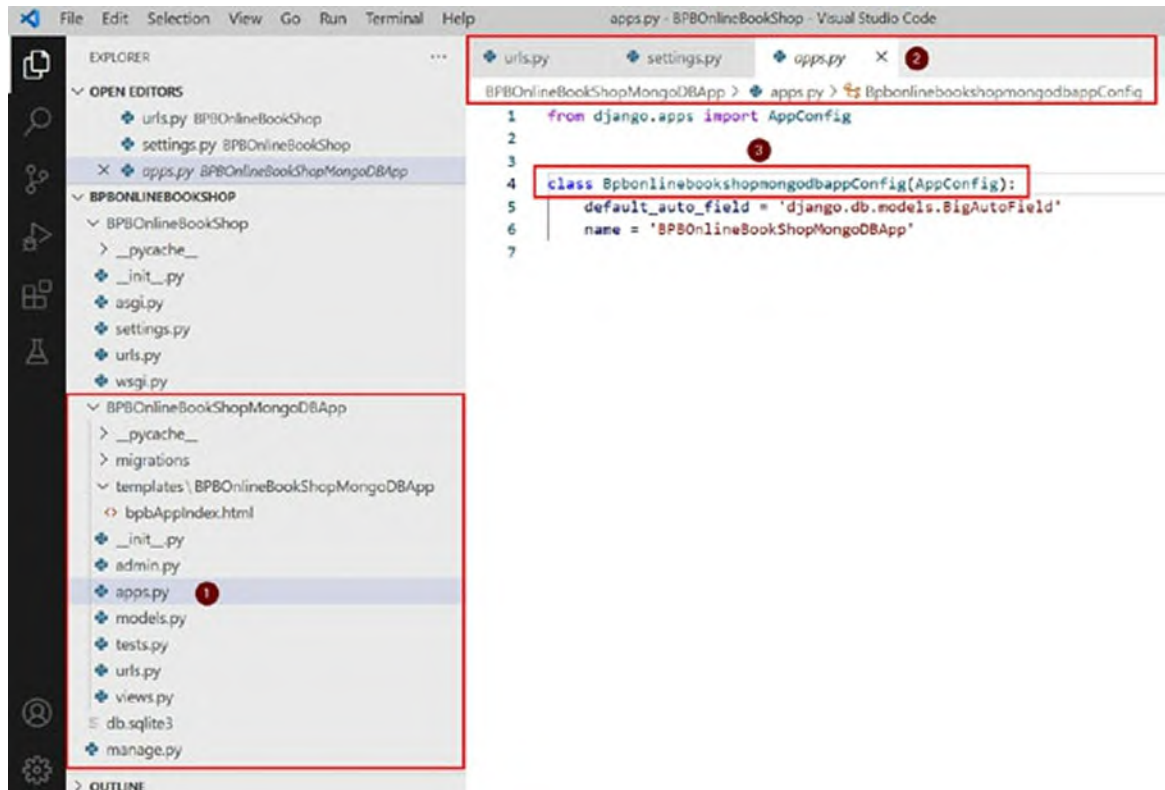 File Edit Selection View Go Run Terminal Help apps.py - BPBOnlineBookShop - Visual Studio Code
EXPLORER ...
OPEN EDITORS
urls.py BPBOnlineBookShop
settings.py BPBOnlineBookShop
apps.py BPBOnlineBookShopMongoDBApp
BPBONLINEBOOKSHOP
BPBOnlineBookShop
__pycache__
__init__.py
asgi.py
settings.py
urls.py
wsgi.py
BPBOnlineBookShopMongoDBApp
__pycache__
migrations
templates\BPBOnlineBookShopMongoDBApp
bpbAppIndex.html
__init__.py
admin.py
apps.py 1
models.py
tests.py
urls.py
views.py
db.sqlite3
manage.py
OUTLINE
urls.py settings.py apps.py 2
BPBOnlineBookShopMongoDBApp > apps.py > Bpbonlinebookshopmongodbappconfig
1 from django.apps import AppConfig
2
3
3
4 class BpbonlinebookshopmongodbappConfig(AppConfig):
5 default_auto_field = 'django.db.models.BigAutoField'
6 name = 'BPBOnlineBookShopMongoDBApp'
7